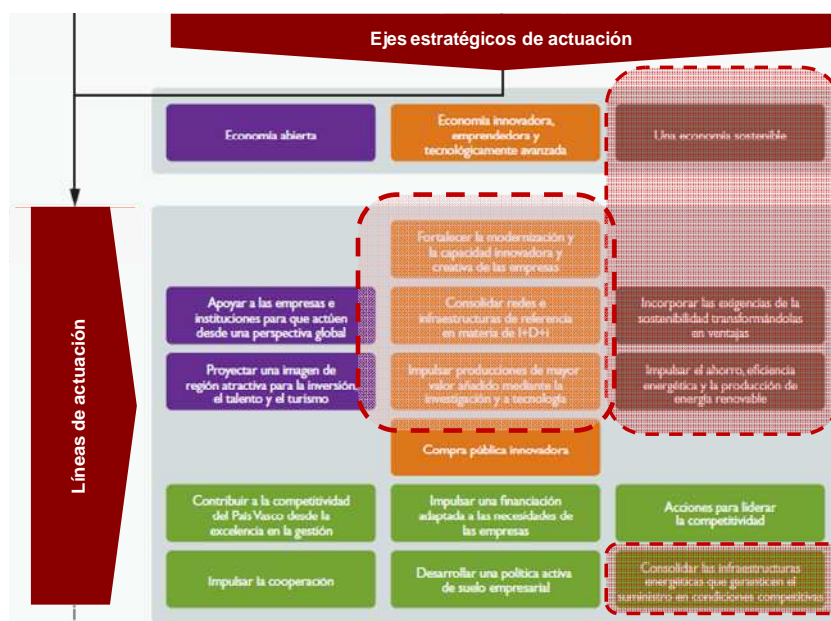 Ejes estratégicos de actuación
Economía abierta
Economía innovadora,
emprendedora y
tecnológicamente avanzada
Una economía sostenible
Líneas de actuación
Fortalecer la modernización y
la capacidad innovadora y
creativa de las empresas
Apoyar a las empresas e
instituciones para que actúen
desde una perspectiva global
Consolidar redes e
infraestructuras de referencia
en materia de I+D+i
Incorporar las exigencias de la
sostenibilidad transformándolas
en ventajas
Proyectar una imagen de
región atractiva para la inversión,
el talento y el turismo
Impulsar producciones de mayor
valor añadido mediante la
investigación y a tecnología
Impulsar el ahorro, eficiencia
energética y la producción de
energía renovable
Compra pública innovadora
Contribuir a la competitividad
del País Vasco desde la
excelencia en la gestión
Impulsar una financiación
adaptada a las necesidades de
las empresas
Acciones para liderar
la competitividad
Impulsar la cooperación
Desarrollar una política activa
de suelo empresarial
Consolidar las infraestructuras
energéticas que garanticen el
suministro en condiciones competitivas